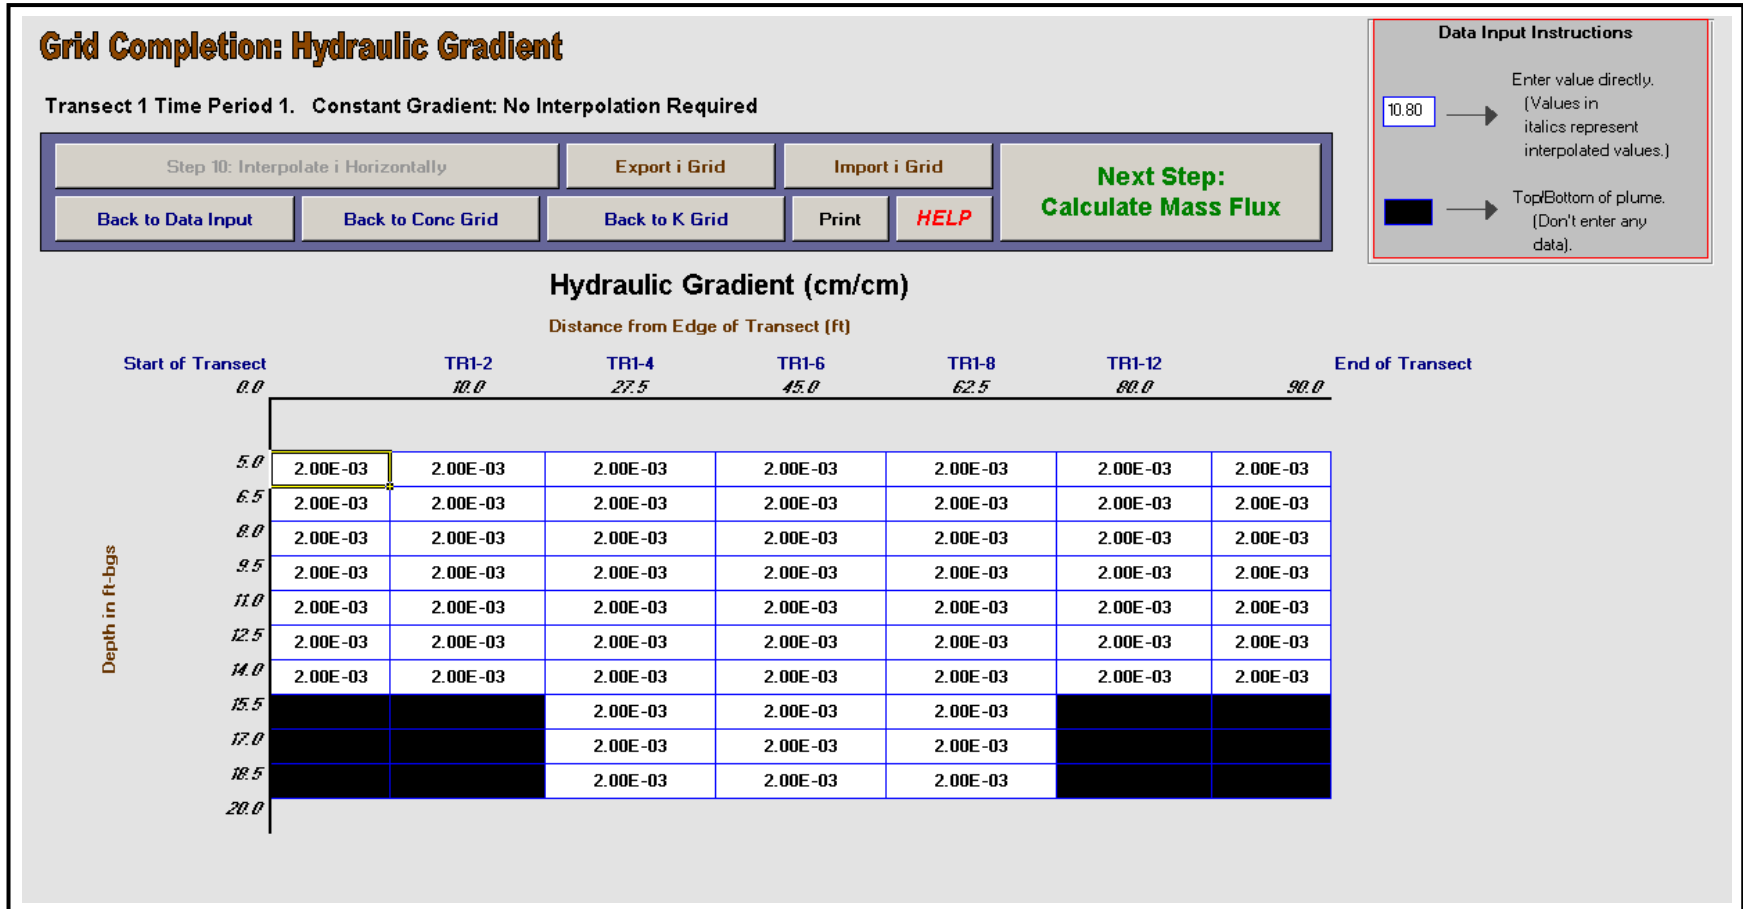 Grid Completion: Hydraulic Gradient
Transect 1 Time Period 1.   Constant Gradient: No Interpolation Required
Step 10: Interpolate i Horizontally
Export i Grid
Import i Grid
Next Step:
Calculate Mass Flux
Back to Data Input
Back to Conc Grid
Back to K Grid
Print
HELP
Data Input Instructions
10.80
Enter value directly.
(Values in
italics represent
interpolated values.)
Top/Bottom of plume.
(Don't enter any
data).
Hydraulic Gradient (cm/cm)
Distance from Edge of Transect (ft)
Start of Transect TR1-2 TR1-4 TR1-6 TR1-8 TR1-12 End of Transect
0.0 10.0 27.5 45.0 62.5 80.0 90.0
Depth in ft-bgs
5.0 2.00E-03 2.00E-03 2.00E-03 2.00E-03 2.00E-03 2.00E-03 2.00E-03
6.5 2.00E-03 2.00E-03 2.00E-03 2.00E-03 2.00E-03 2.00E-03 2.00E-03
8.0 2.00E-03 2.00E-03 2.00E-03 2.00E-03 2.00E-03 2.00E-03 2.00E-03
9.5 2.00E-03 2.00E-03 2.00E-03 2.00E-03 2.00E-03 2.00E-03 2.00E-03
11.0 2.00E-03 2.00E-03 2.00E-03 2.00E-03 2.00E-03 2.00E-03 2.00E-03
12.5 2.00E-03 2.00E-03 2.00E-03 2.00E-03 2.00E-03 2.00E-03 2.00E-03
14.0 2.00E-03 2.00E-03 2.00E-03 2.00E-03 2.00E-03 2.00E-03 2.00E-03
15.5 2.00E-03 2.00E-03 2.00E-03
17.0 2.00E-03 2.00E-03 2.00E-03
18.5 2.00E-03 2.00E-03 2.00E-03
20.0